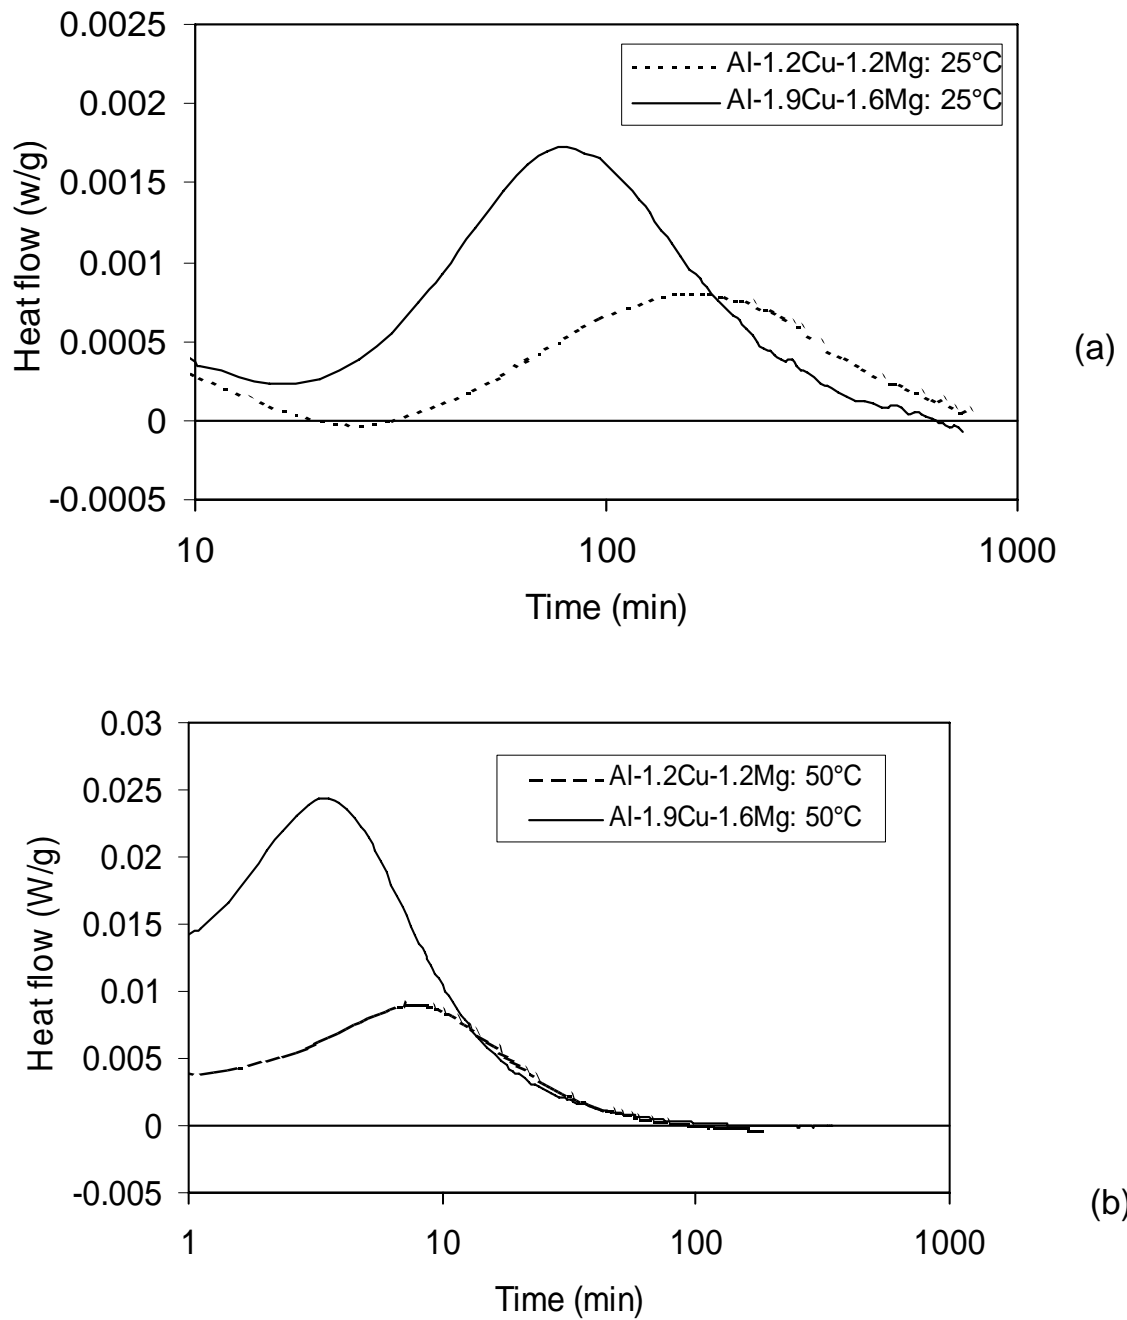 0.0025
0.002
0.0015
0.001
0.0005
0
-0.0005
Heat flow (w/g)
Al-1.2Cu-1.2Mg: 25°C
Al-1.9Cu-1.6Mg: 25°C
(a)
10
100
1000
Time (min)
0.03
0.025
0.02
0.015
0.01
0.005
0
-0.005
Heat flow (W/g)
Al-1.2Cu-1.2Mg: 50°C
Al-1.9Cu-1.6Mg: 50°C
(b)
1
10
100
1000
Time (min)